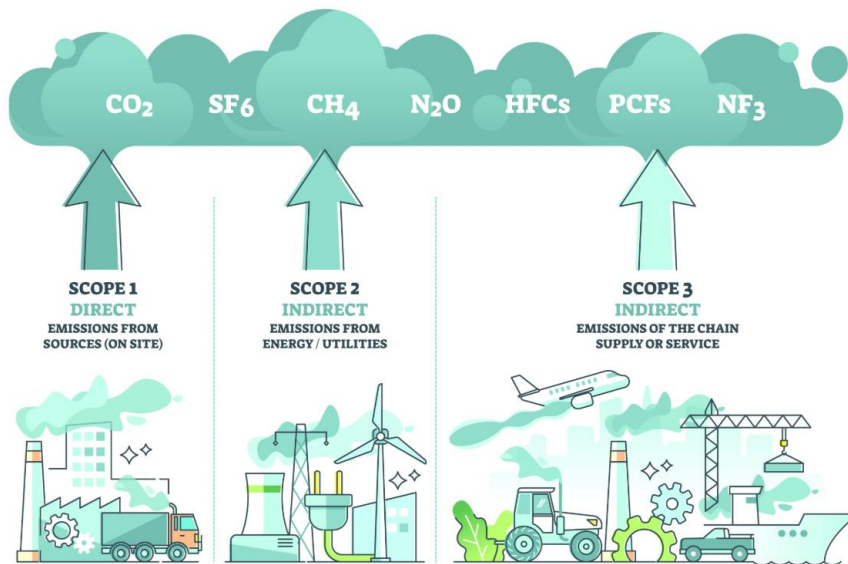 CO₂ SF₆ CH₄ N₂O HFCs PCFs NF₃
SCOPE 1
DIRECT
EMISSIONS FROM
SOURCES (ON SITE)
SCOPE 2
INDIRECT
EMISSIONS FROM
ENERGY / UTILITIES
SCOPE 3
INDIRECT
EMISSIONS OF THE CHAIN
SUPPLY OR SERVICE